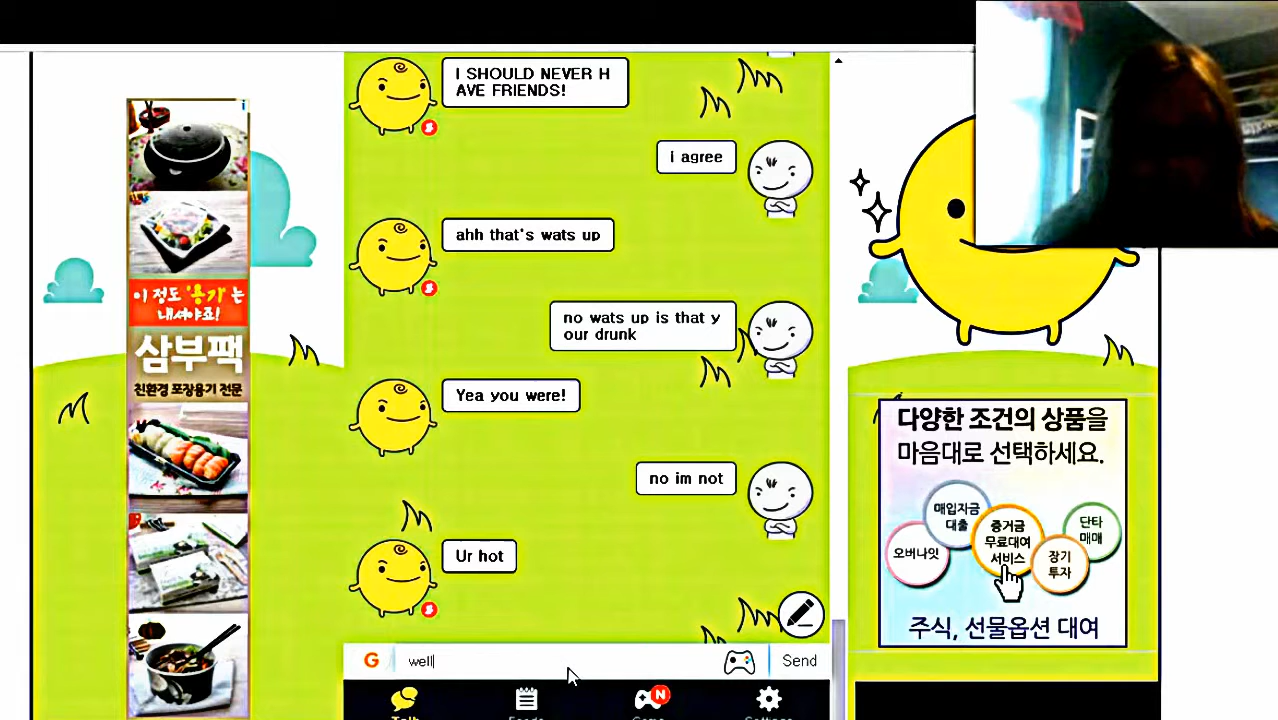 I SHOULD NEVER H
AVE FRIENDS!
i agree
ahh that's wats up
no wats up is that y
our drunk
Yea you were!
no im not
Ur hot
G
well
Send
N
이 정도 '용기'는
내셔야죠!
삼부팩
친환경 포장용기 전문
다양한 조건의 상품을
마음대로 선택하세요.
매입자금
대출
증거금
무료대여
서비스
단타
매매
오버나잇
장기
투자
주식, 선물옵션 대여